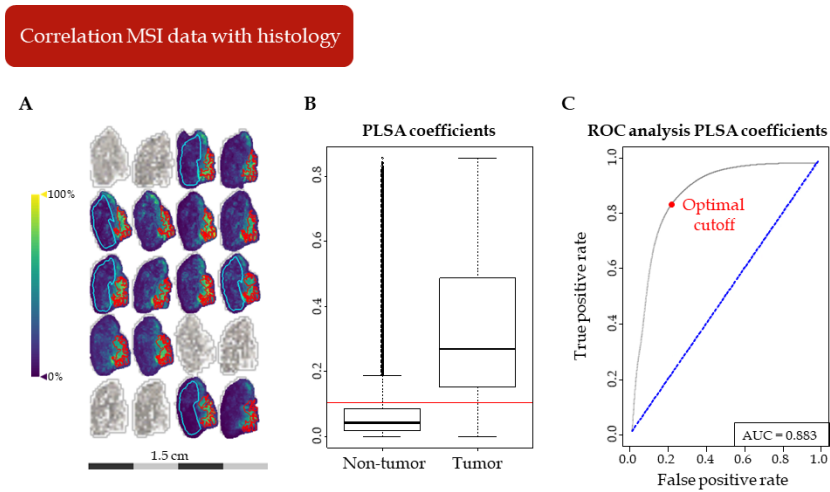 Correlation MSI data with histology
A
B
C
PLSA coefficients
ROC analysis PLSA coefficients
100%
0%
1.5 cm
0.8
0.6
0.4
0.2
0.0
Non-tumor
Tumor
True positive rate
1.0
0.8
0.6
0.4
0.2
0.0
Optimal
cutoff
AUC = 0.883
0.0
0.2
0.4
0.6
0.8
1.0
False positive rate